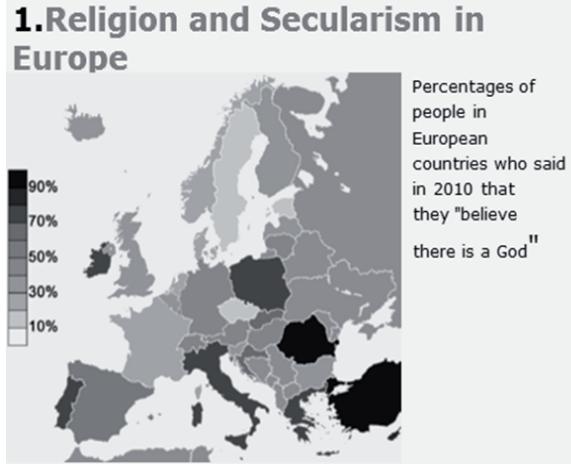 1.Religion and Secularism in
Europe
Percentages of
people in
European
countries who said
in 2010 that
they "believe
there is a God"
90%
70%
50%
30%
10%